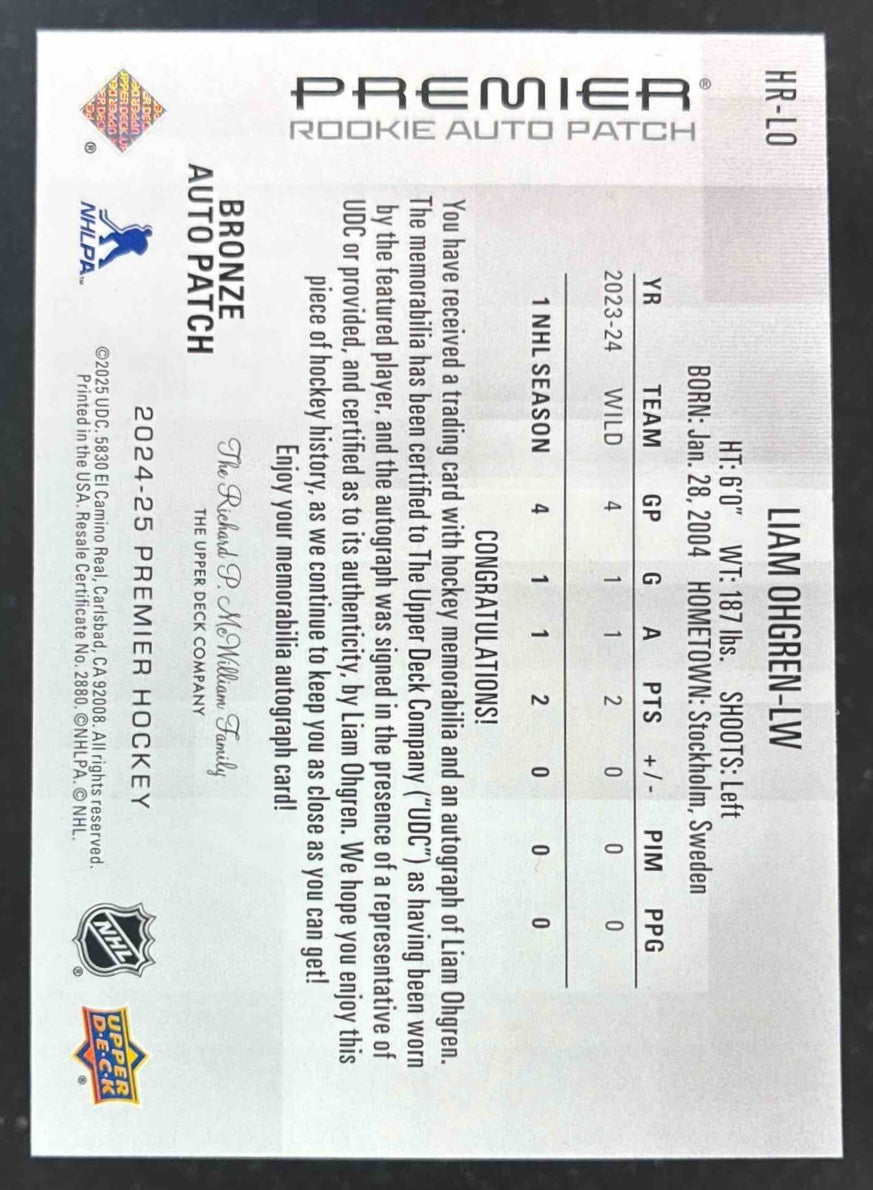 HR-LO
PREMIER®
ROOKIE AUTO PATCH
LIAM OHGREN-LW
HT: 6'0" WT: 187 lbs. SHOOTS: Left
BORN: Jan. 28, 2004 HOMETOWN: Stockholm, Sweden
YR TEAM GP G A PTS +/- PIM PPG
2023-24 WILD 4 1 1 2 0 0 0
1 NHL SEASON 4 1 1 2 0 0 0
CONGRATULATIONS!
You have received a trading card with hockey memorabilia and an autograph of Liam Ohgren.
The memorabilia has been certified to The Upper Deck Company ("UDC") as having been worn
by the featured player, and the autograph was signed in the presence of a representative of
UDC or provided, and certified as to its authenticity, by Liam Ohgren. We hope you enjoy this
piece of hockey history, as we continue to keep you as close as you can get!
Enjoy your memorabilia autograph card!
BRONZE
AUTO PATCH
The Richard P. McWilliam Family
THE UPPER DECK COMPANY
2024-25 PREMIER HOCKEY
©2025 UDC, 5830 El Camino Real, Carlsbad, CA 92008. All rights reserved.
Printed in the USA. Resale Certificate No. 2880. ©NHLPA. © NHL.
UPPER DECK
®
NHLPA™
NHL
®
UPPER
D.E.C.K
®